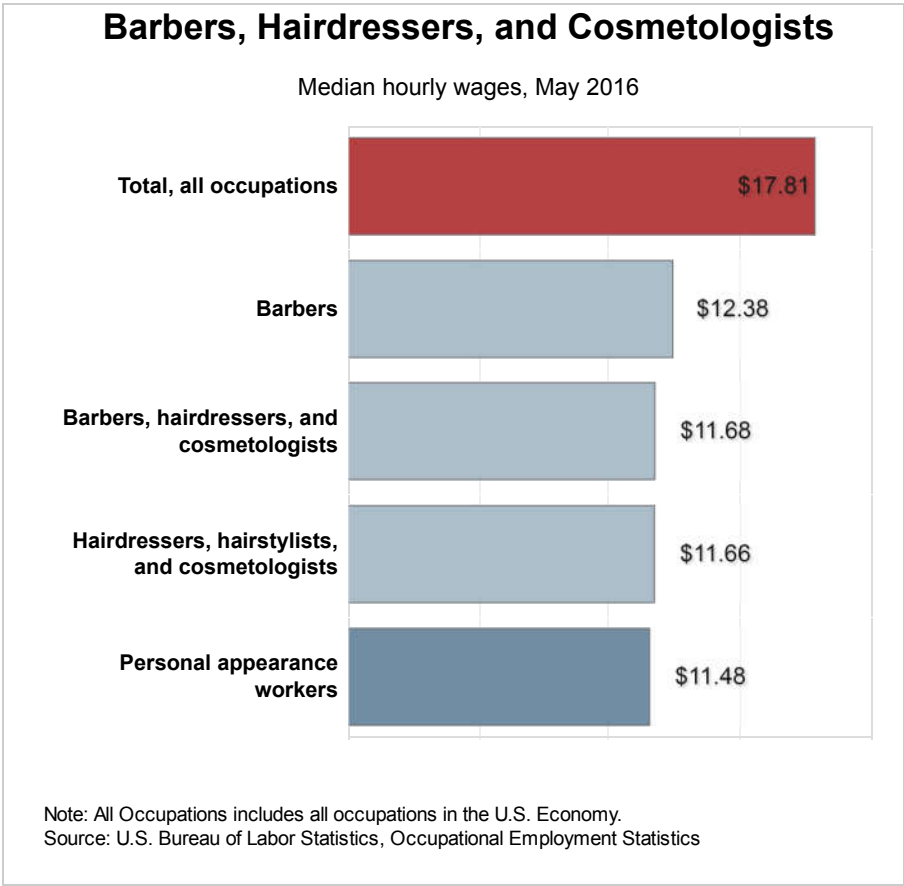 Barbers, Hairdressers, and Cosmetologists
Median hourly wages, May 2016
Total, all occupations
$17.81
Barbers
$12.38
Barbers, hairdressers, and
cosmetologists
$11.68
Hairdressers, hairstylists,
and cosmetologists
$11.66
Personal appearance
workers
$11.48
Note: All Occupations includes all occupations in the U.S. Economy.
Source: U.S. Bureau of Labor Statistics, Occupational Employment Statistics